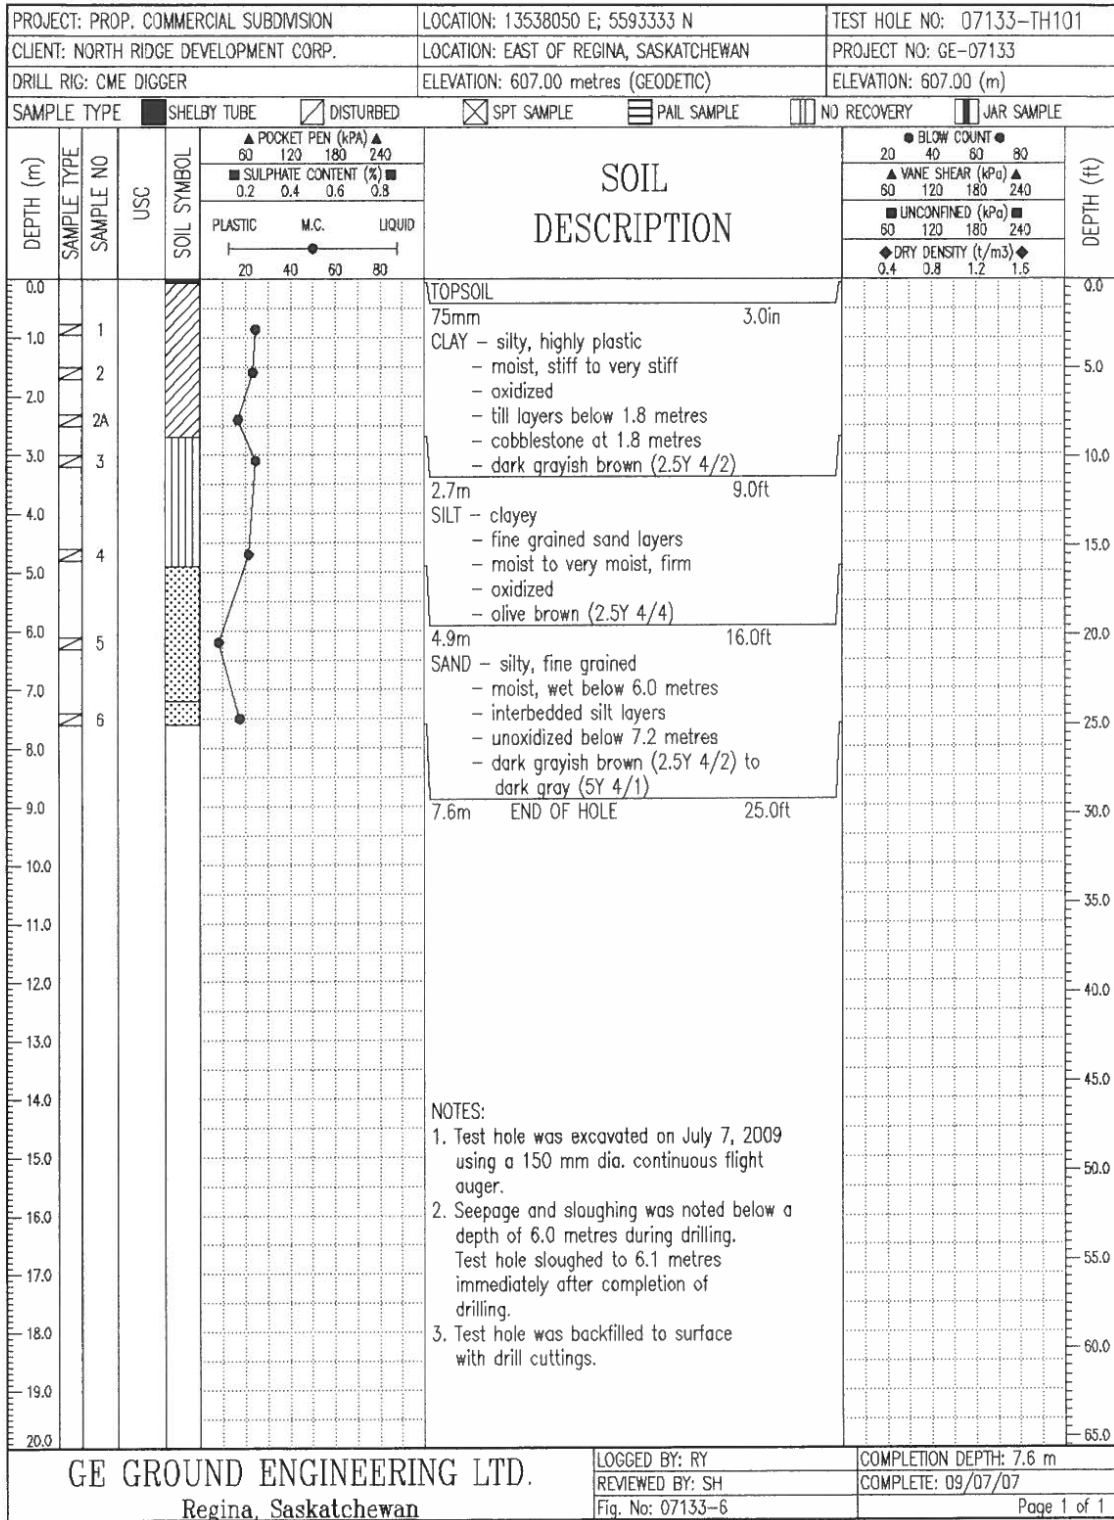 PROJECT: PROP. COMMERCIAL SUBDIVISION LOCATION: 13538050 E; 5593333 N TEST HOLE NO: 07133-TH101
CLIENT: NORTH RIDGE DEVELOPMENT CORP. LOCATION: EAST OF REGINA, SASKATCHEWAN PROJECT NO: GE-07133
DRILL RIG: CME DIGGER ELEVATION: 607.00 metres (GEODETIC) ELEVATION: 607.00 (m)
SAMPLE TYPE SHELBY TUBE DISTURBED SPT SAMPLE PAIL SAMPLE NO RECOVERY JAR SAMPLE
DEPTH (m)
SAMPLE TYPE
SAMPLE NO
USC
SOIL SYMBOL
▲ POCKET PEN (kPA) ▲
60 120 180 240
■ SULPHATE CONTENT (%) ■
0.2 0.4 0.6 0.8
PLASTIC M.C. LIQUID
20 40 60 80
SOIL
DESCRIPTION
● BLOW COUNT ●
20 40 60 80
▲ VANE SHEAR (kPa) ▲
60 120 180 240
■ UNCONFINED (kPa) ■
60 120 180 240
◆ DRY DENSITY (t/m3) ◆
0.4 0.8 1.2 1.6
DEPTH (ft)
0.0
1.0
2.0
3.0
4.0
5.0
6.0
7.0
8.0
9.0
10.0
11.0
12.0
13.0
14.0
15.0
16.0
17.0
18.0
19.0
20.0
1
2
2A
3
4
5
6
TOPSOIL
75mm 3.0in
CLAY – silty, highly plastic
– moist, stiff to very stiff
– oxidized
– till layers below 1.8 metres
– cobblestone at 1.8 metres
– dark grayish brown (2.5Y 4/2)
2.7m 9.0ft
SILT – clayey
– fine grained sand layers
– moist to very moist, firm
– oxidized
– olive brown (2.5Y 4/4)
4.9m 16.0ft
SAND – silty, fine grained
– moist, wet below 6.0 metres
– interbedded silt layers
– unoxidized below 7.2 metres
– dark grayish brown (2.5Y 4/2) to
dark gray (5Y 4/1)
7.6m END OF HOLE 25.0ft
NOTES:
1. Test hole was excavated on July 7, 2009
using a 150 mm dia. continuous flight
auger.
2. Seepage and sloughing was noted below a
depth of 6.0 metres during drilling.
Test hole sloughed to 6.1 metres
immediately after completion of
drilling.
3. Test hole was backfilled to surface
with drill cuttings.
0.0
5.0
10.0
15.0
20.0
25.0
30.0
35.0
40.0
45.0
50.0
55.0
60.0
65.0
GE GROUND ENGINEERING LTD.
Regina, Saskatchewan
LOGGED BY: RY COMPLETION DEPTH: 7.6 m
REVIEWED BY: SH COMPLETE: 09/07/07
Fig. No: 07133-6 Page 1 of 1